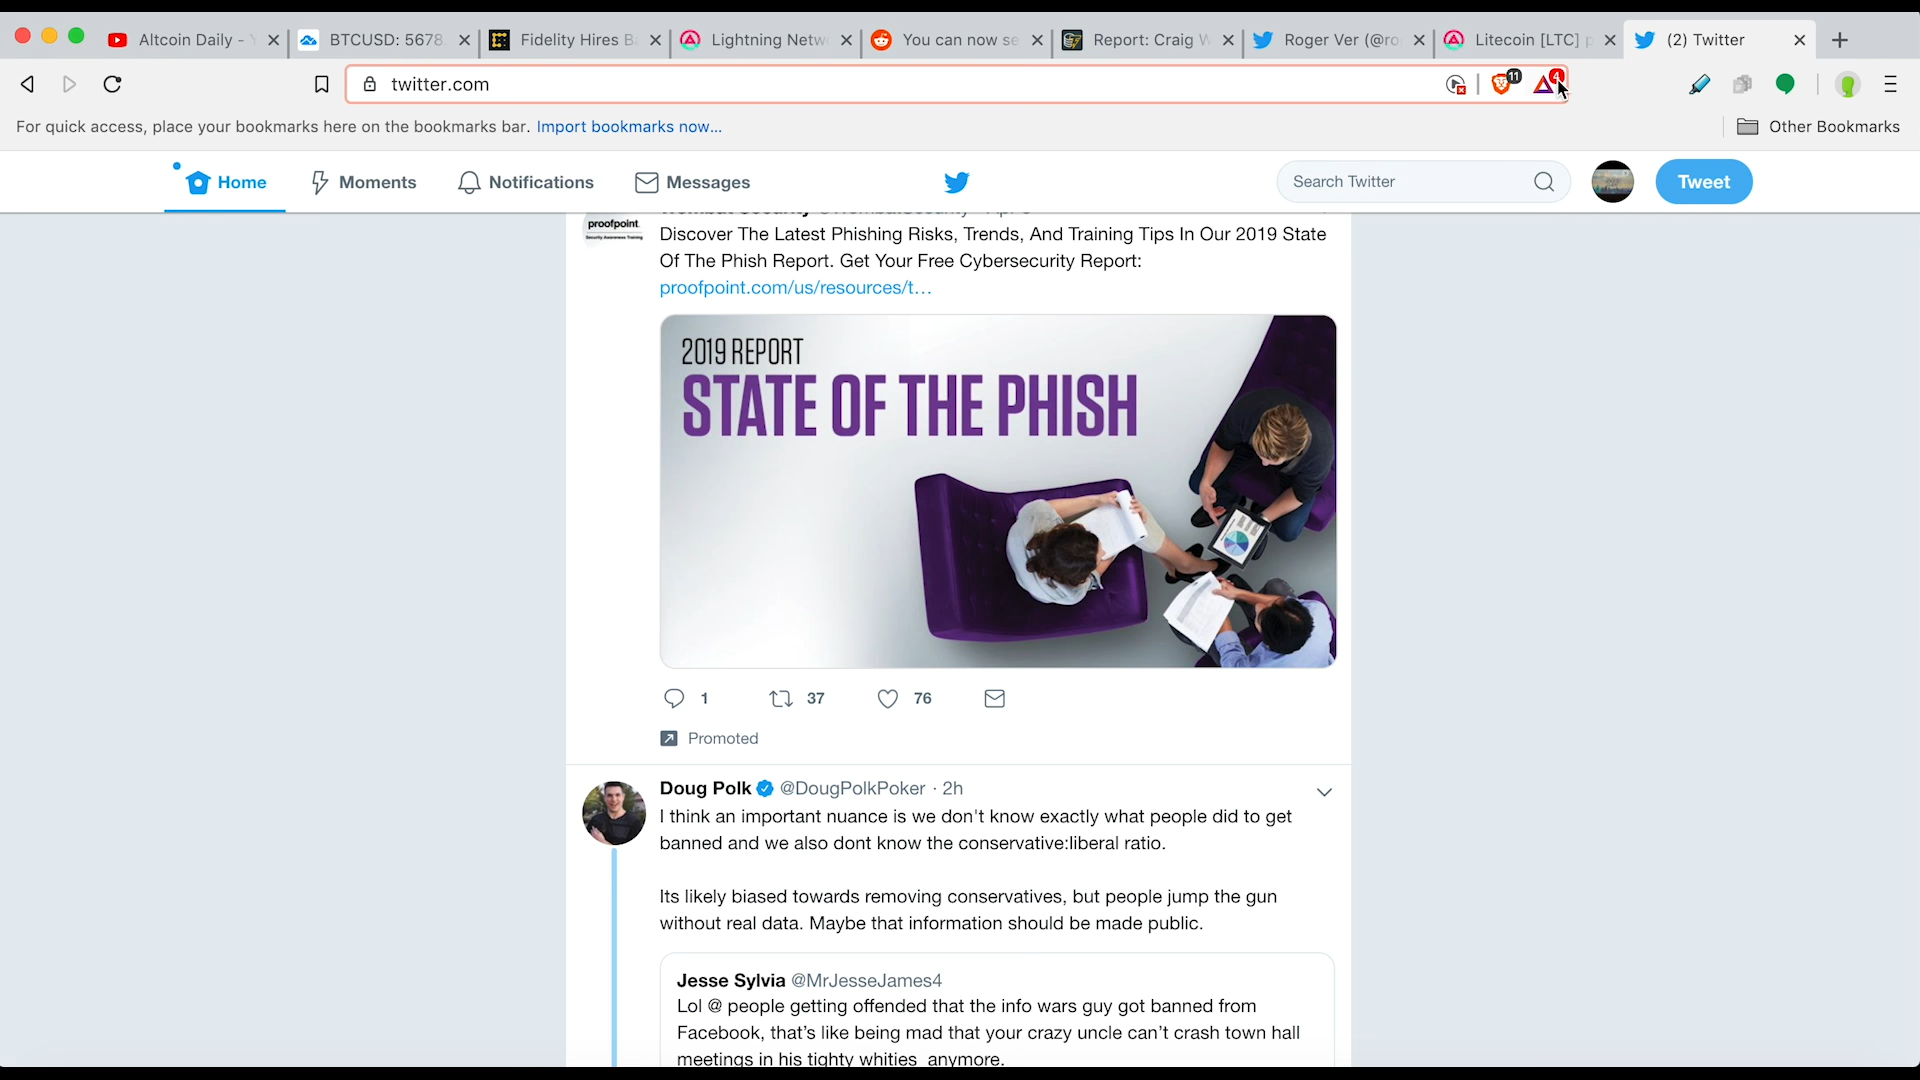 Altcoin Daily -
BTCUSD: 5678
Fidelity Hires B
Lightning Netw
You can now se
Report: Craig W
Roger Ver (@ro
Litecoin [LTC] p
(2) Twitter
twitter.com
11
4
For quick access, place your bookmarks here on the bookmarks bar. Import bookmarks now...
Other Bookmarks
Home
Moments
Notifications
Messages
Search Twitter
Tweet
proofpoint.
Security Awareness Training
Discover The Latest Phishing Risks, Trends, And Training Tips In Our 2019 State
Of The Phish Report. Get Your Free Cybersecurity Report:
proofpoint.com/us/resources/t…
2019 REPORT
STATE OF THE PHISH
1
37
76
Promoted
Doug Polk @DougPolkPoker · 2h
I think an important nuance is we don't know exactly what people did to get
banned and we also dont know the conservative:liberal ratio.
Its likely biased towards removing conservatives, but people jump the gun
without real data. Maybe that information should be made public.
Jesse Sylvia @MrJesseJames4
Lol @ people getting offended that the info wars guy got banned from
Facebook, that's like being mad that your crazy uncle can't crash town hall
meetings in his tighty whities anymore.